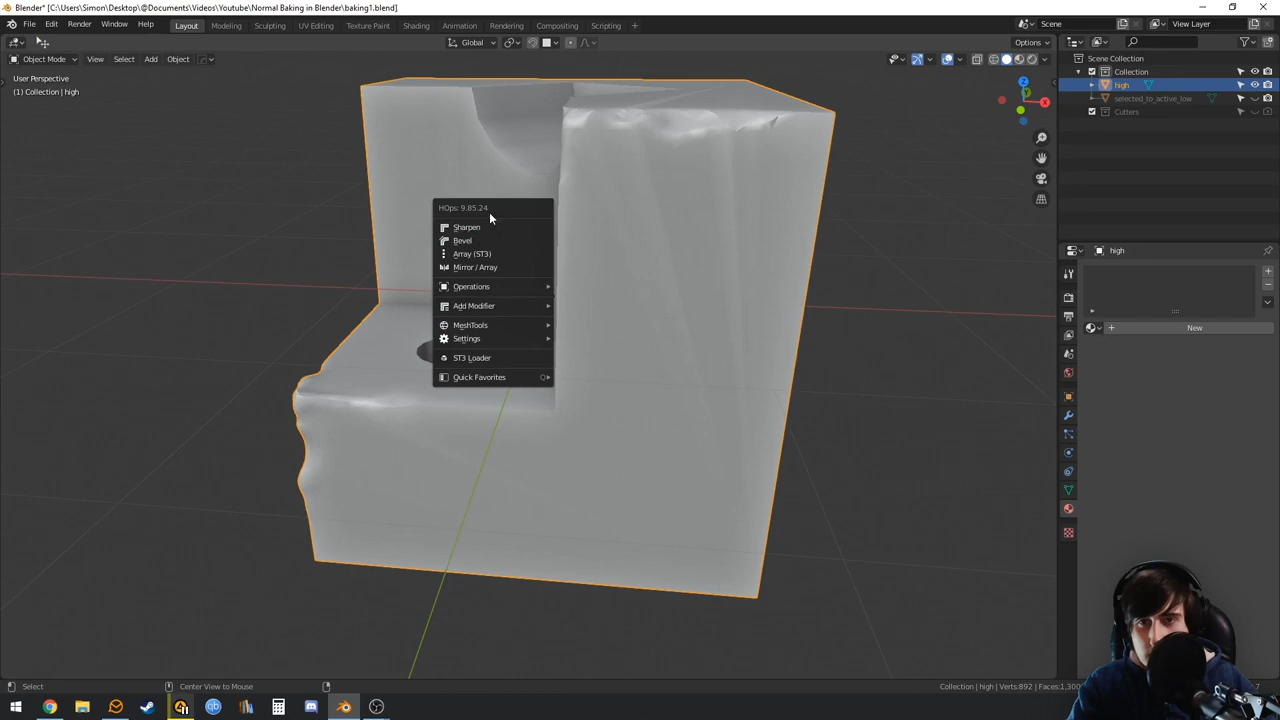 Blender* [C:\Users\Simon\Desktop\@Documents\Videos\Youtube\Normal Baking in Blender\baking1.blend]
File Edit Render Window Help
Layout Modeling Sculpting UV Editing Texture Paint Shading Animation Rendering Compositing Scripting +
Scene
View Layer
Global
Options
Object Mode View Select Add Object
User Perspective
(1) Collection | high
Z
X
Scene Collection
Collection
high
selected_to_active_low
Cutters
high
New
HOps: 9.85.24
Sharpen
Bevel
Array (ST3)
Mirror / Array
Operations
Add Modifier
MeshTools
Settings
ST3 Loader
Quick Favorites Q
Select
Center View to Mouse
Collection | high | Verts:892 | Faces:1,300